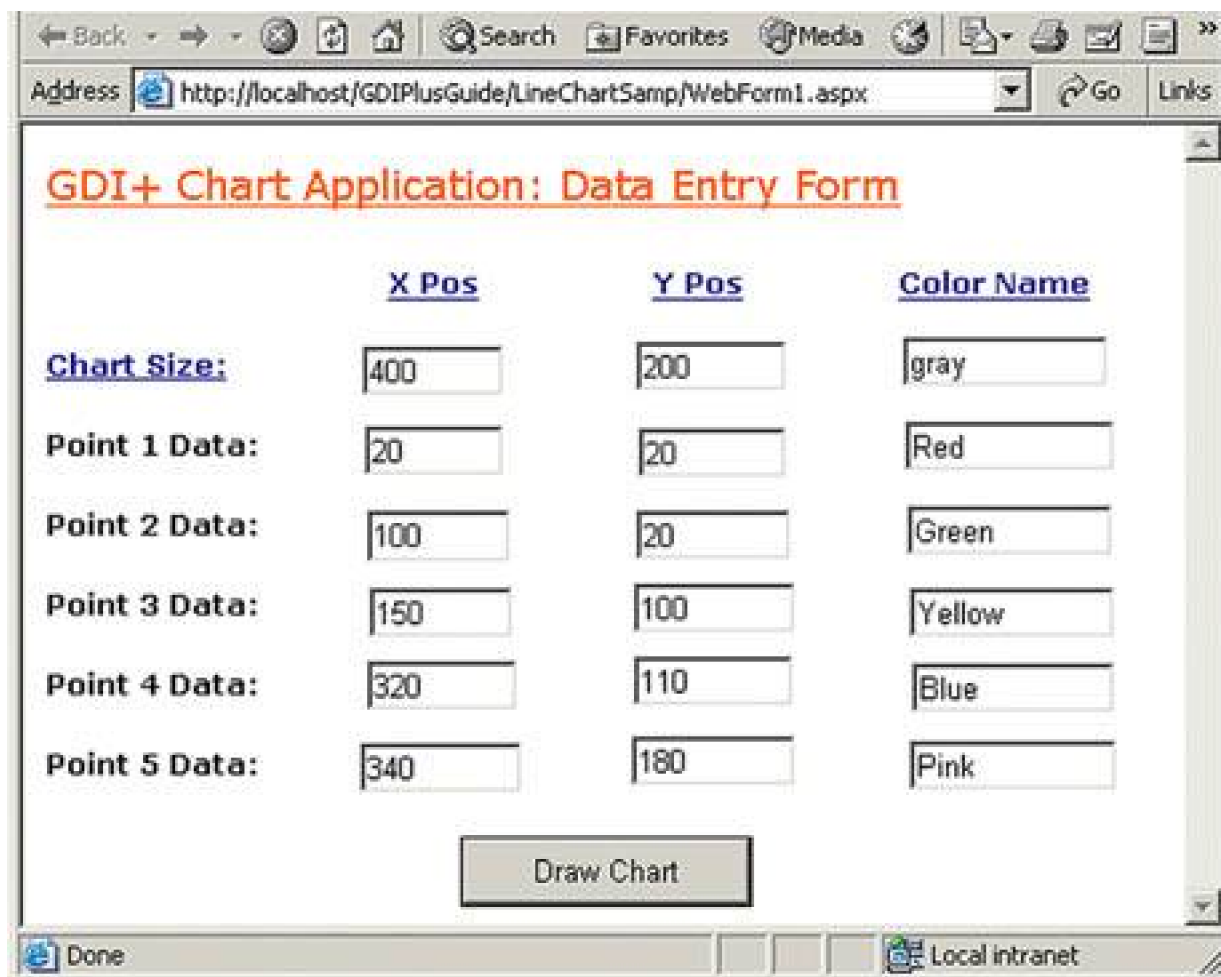 Back Search Favorites Media »
Address http://localhost/GDIPlusGuide/LineChartSamp/WebForm1.aspx Go Links
GDI+ Chart Application: Data Entry Form
X Pos Y Pos Color Name
Chart Size: 400 200 gray
Point 1 Data: 20 20 Red
Point 2 Data: 100 20 Green
Point 3 Data: 150 100 Yellow
Point 4 Data: 320 110 Blue
Point 5 Data: 340 180 Pink
Draw Chart
Done Local intranet